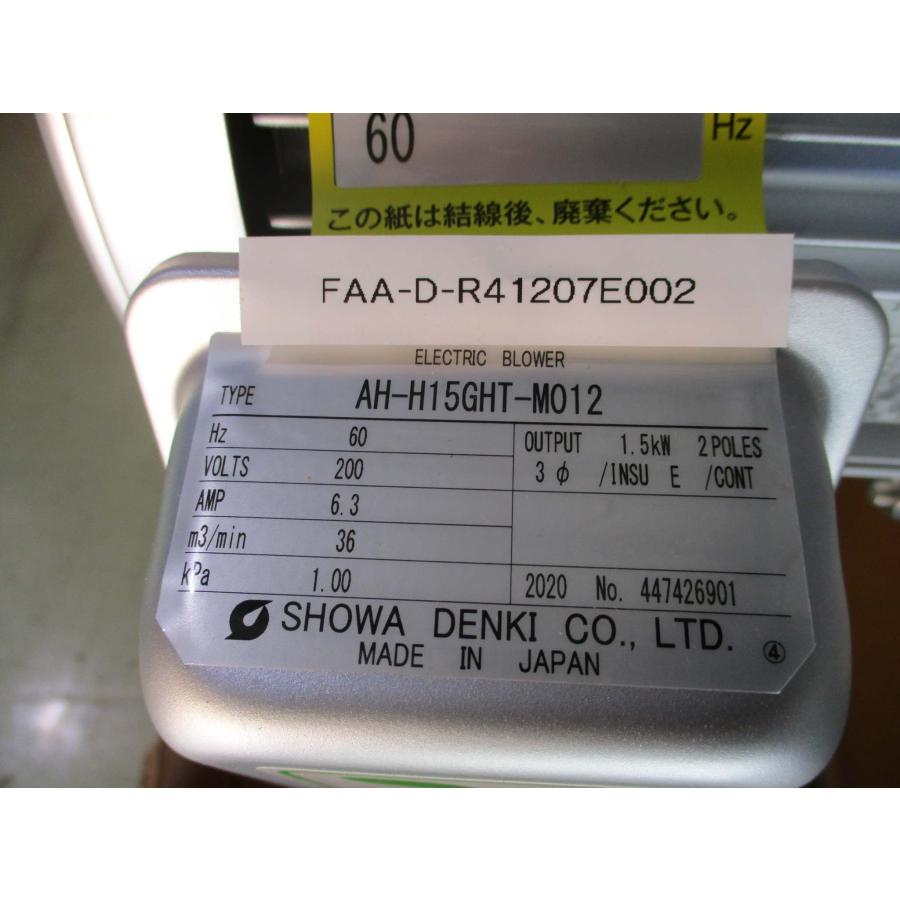 60 Hz
この紙は結線後、廃棄ください。
FAA-D-R41207E002
ELECTRIC BLOWER
TYPE AH-H15GHT-M012
Hz 60
VOLTS 200
AMP 6.3
m3/min 36
kPa 1.00
OUTPUT 1.5kW 2POLES
3 φ /INSU E /CONT
2020 No. 447426901
SHOWA DENKI CO., LTD.
MADE IN JAPAN ④